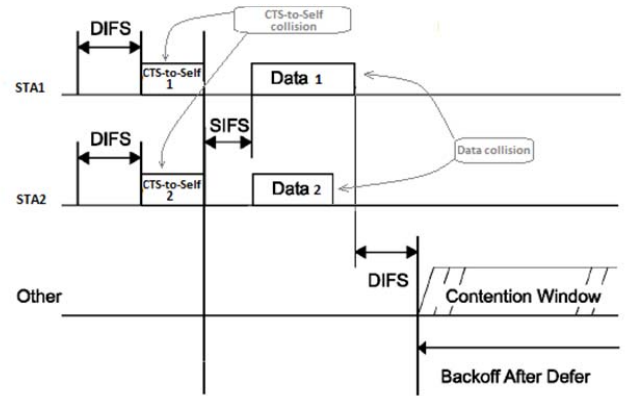 CTS-to-Self
collision
DIFS
CTS-to-Self
1
Data 1
STA1
SIFS
DIFS
Data collision
CTS-to-Self
2
Data 2
STA2
DIFS
Other
Contention Window
Backoff After Defer